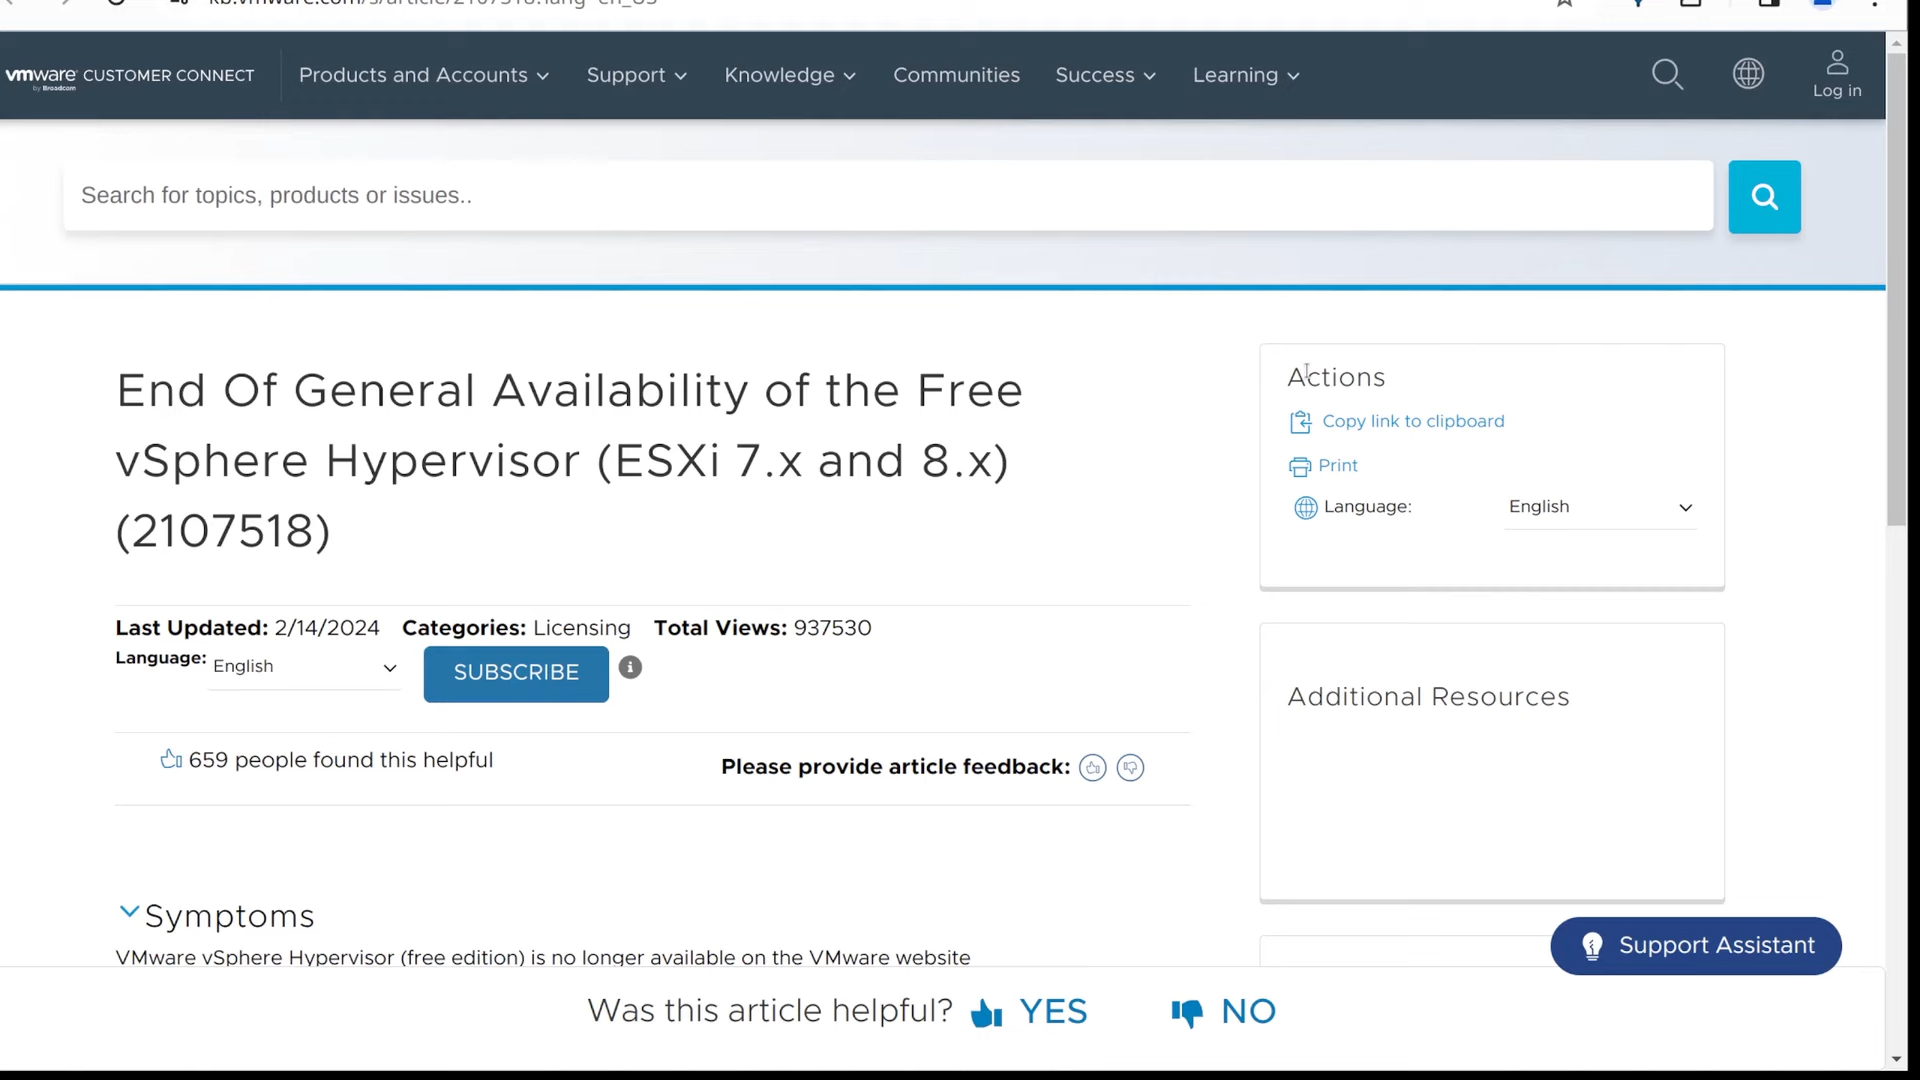 vmware CUSTOMER CONNECT
by Broadcom
Products and Accounts
Support
Knowledge
Communities
Success
Learning
Log in
Search for topics, products or issues..
End Of General Availability of the Free
vSphere Hypervisor (ESXi 7.x and 8.x)
(2107518)
Last Updated: 2/14/2024 Categories: Licensing Total Views: 937530
Language: English
SUBSCRIBE
659 people found this helpful
Please provide article feedback:
Symptoms
VMware vSphere Hypervisor (free edition) is no longer available on the VMware website
Actions
Copy link to clipboard
Print
Language: English
Additional Resources
Support Assistant
Was this article helpful? YES NO